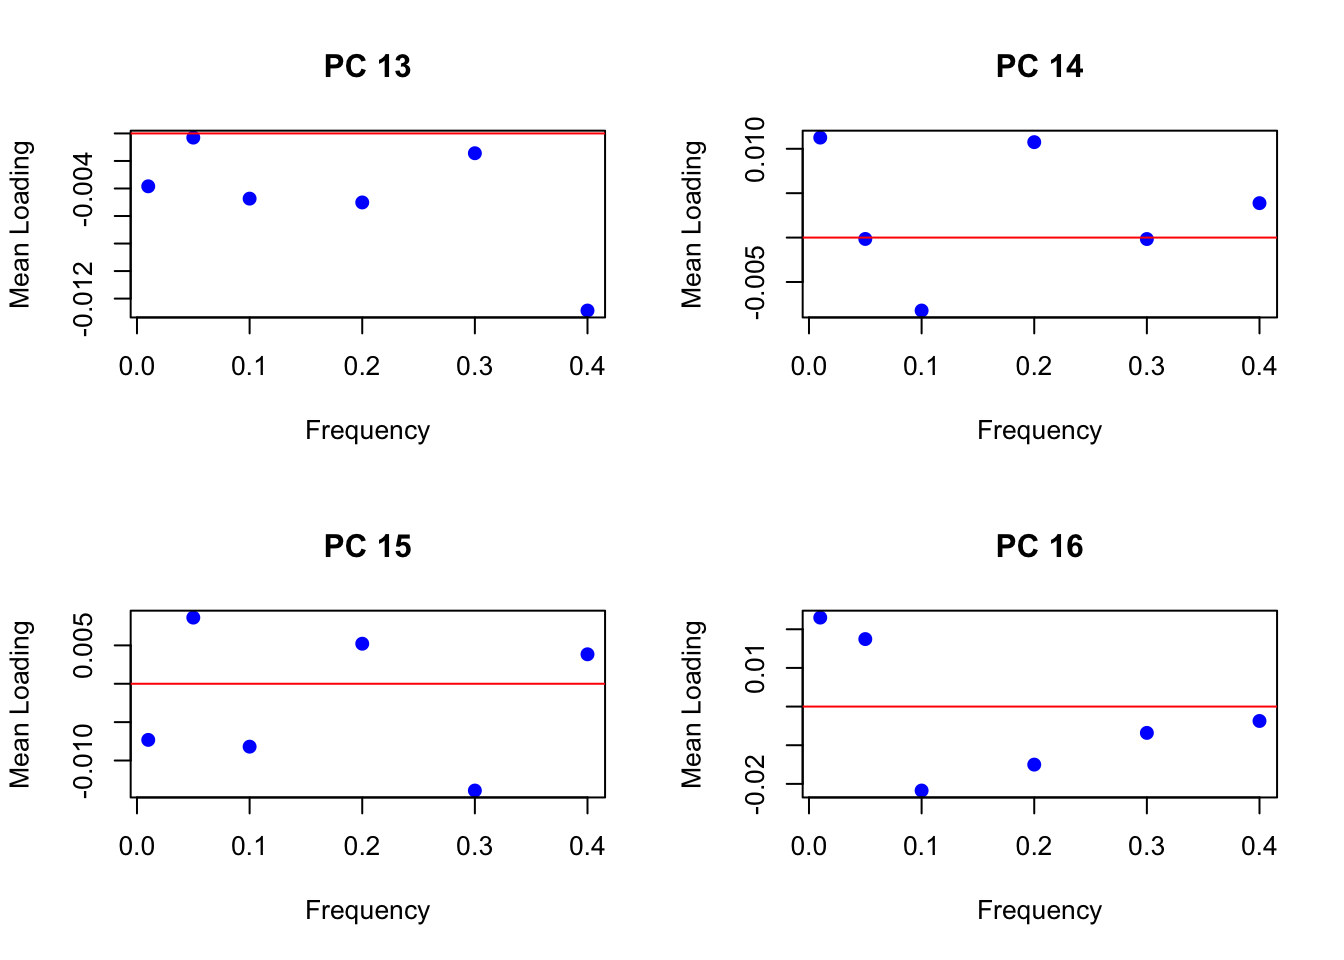 PC 13
Mean Loading
-0.004
-0.012
0.0 0.1 0.2 0.3 0.4
Frequency
PC 14
Mean Loading
0.010
-0.005
0.0 0.1 0.2 0.3 0.4
Frequency
PC 15
Mean Loading
0.005
-0.010
0.0 0.1 0.2 0.3 0.4
Frequency
PC 16
Mean Loading
0.01
-0.02
0.0 0.1 0.2 0.3 0.4
Frequency